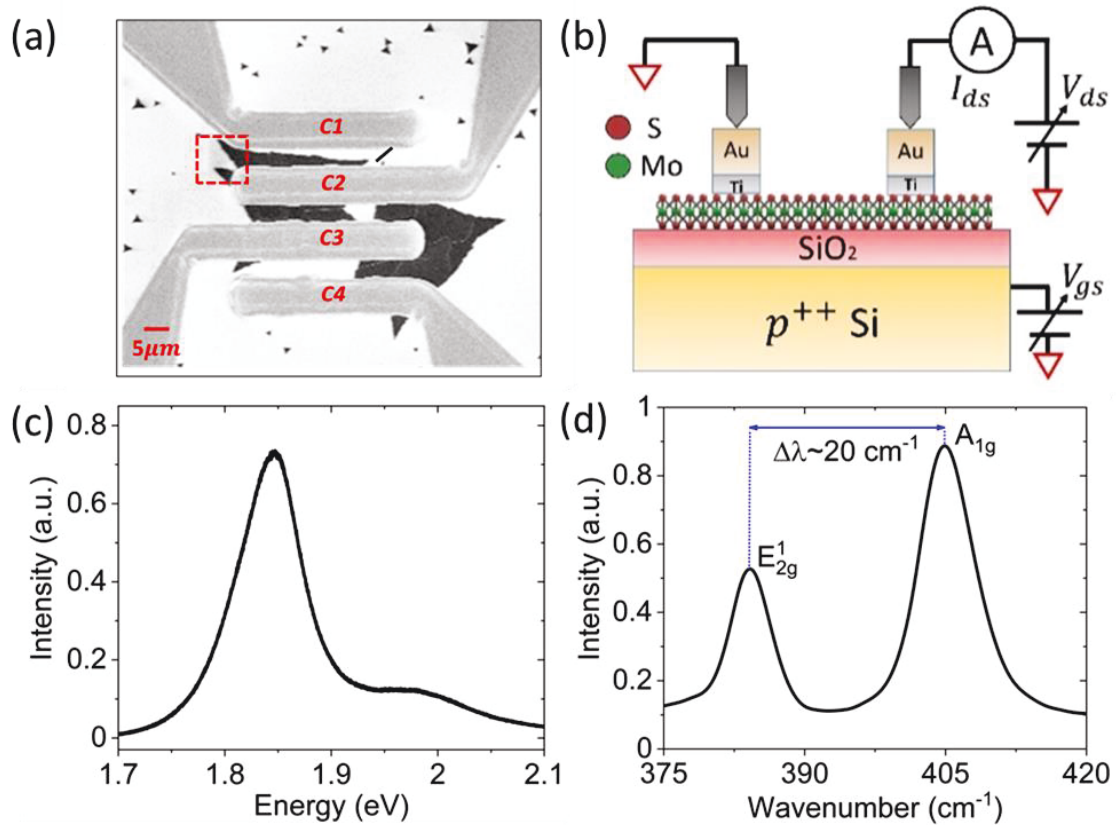 (a)
C1
C2
C3
C4
5μm
(b)
A
I_ds
V_ds
S
Mo
Au
Au
Ti
Ti
SiO₂
V_gs
p⁺⁺ Si
(c)
0.8
0.6
0.4
0.2
0
Intensity (a.u.)
1.7
1.8
1.9
2
2.1
Energy (eV)
(d)
1
0.8
0.6
0.4
0.2
0
Intensity (a.u.)
Δλ~20 cm⁻¹
A₁g
E¹₂g
375
390
405
420
Wavenumber (cm⁻¹)